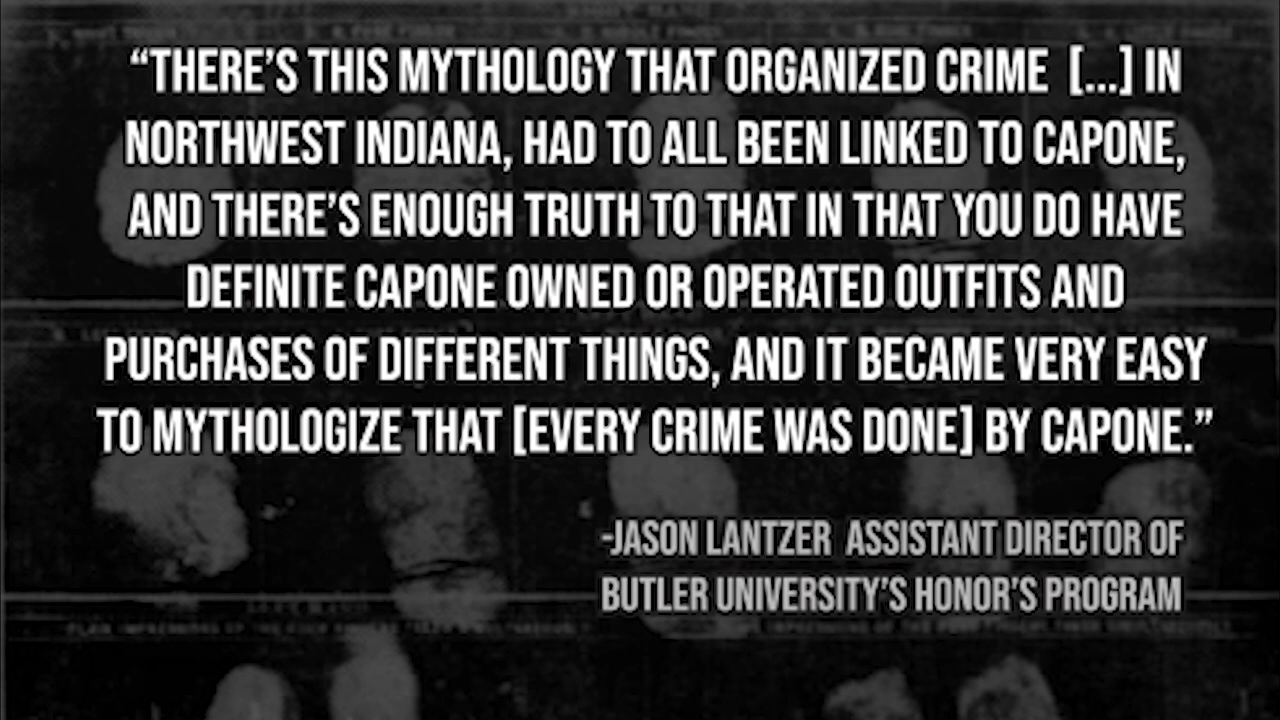 “THERE’S THIS MYTHOLOGY THAT ORGANIZED CRIME [...] IN
NORTHWEST INDIANA, HAD TO ALL BEEN LINKED TO CAPONE,
AND THERE’S ENOUGH TRUTH TO THAT IN THAT YOU DO HAVE
DEFINITE CAPONE OWNED OR OPERATED OUTFITS AND
PURCHASES OF DIFFERENT THINGS, AND IT BECAME VERY EASY
TO MYTHOLOGIZE THAT [EVERY CRIME WAS DONE] BY CAPONE.”
-JASON LANTZER ASSISTANT DIRECTOR OF
BUTLER UNIVERSITY’S HONOR’S PROGRAM